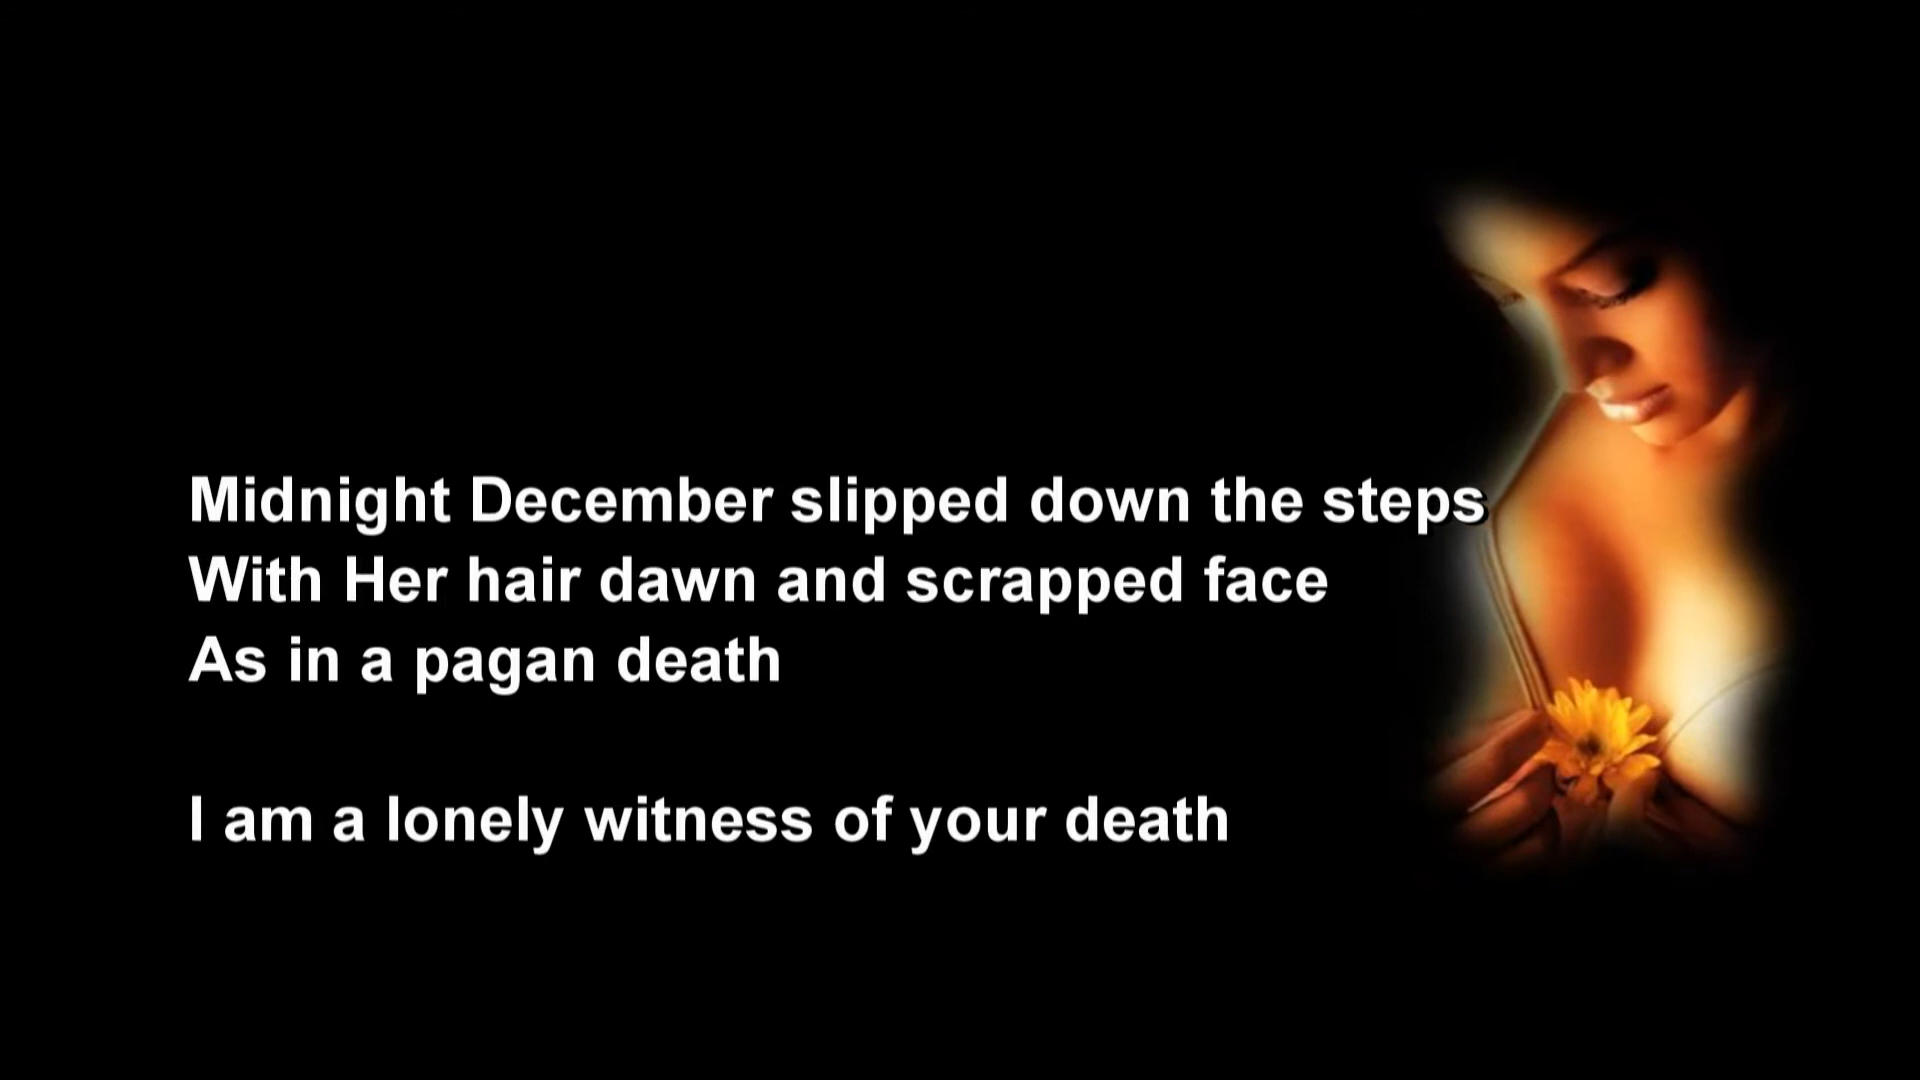 Midnight December slipped down the steps
With Her hair dawn and scrapped face
As in a pagan death
I am a lonely witness of your death